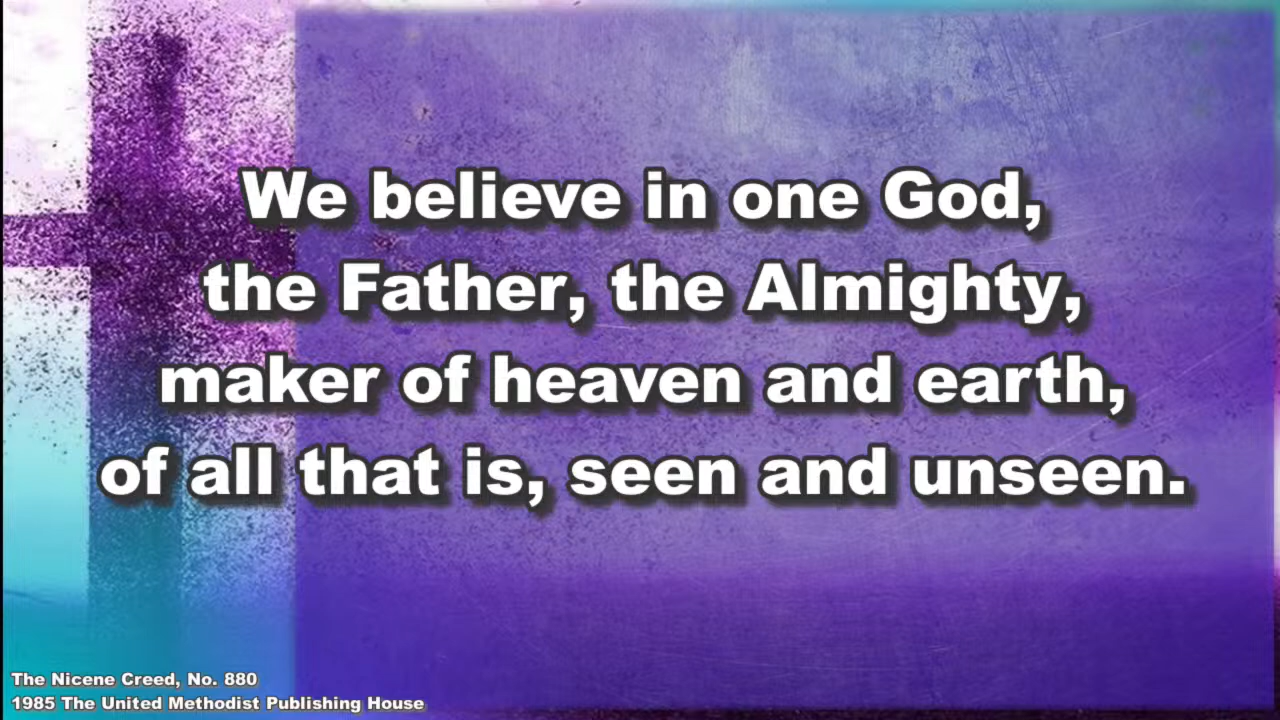 We believe in one God,
the Father, the Almighty,
maker of heaven and earth,
of all that is, seen and unseen.
The Nicene Creed, No. 880
1985 The United Methodist Publishing House